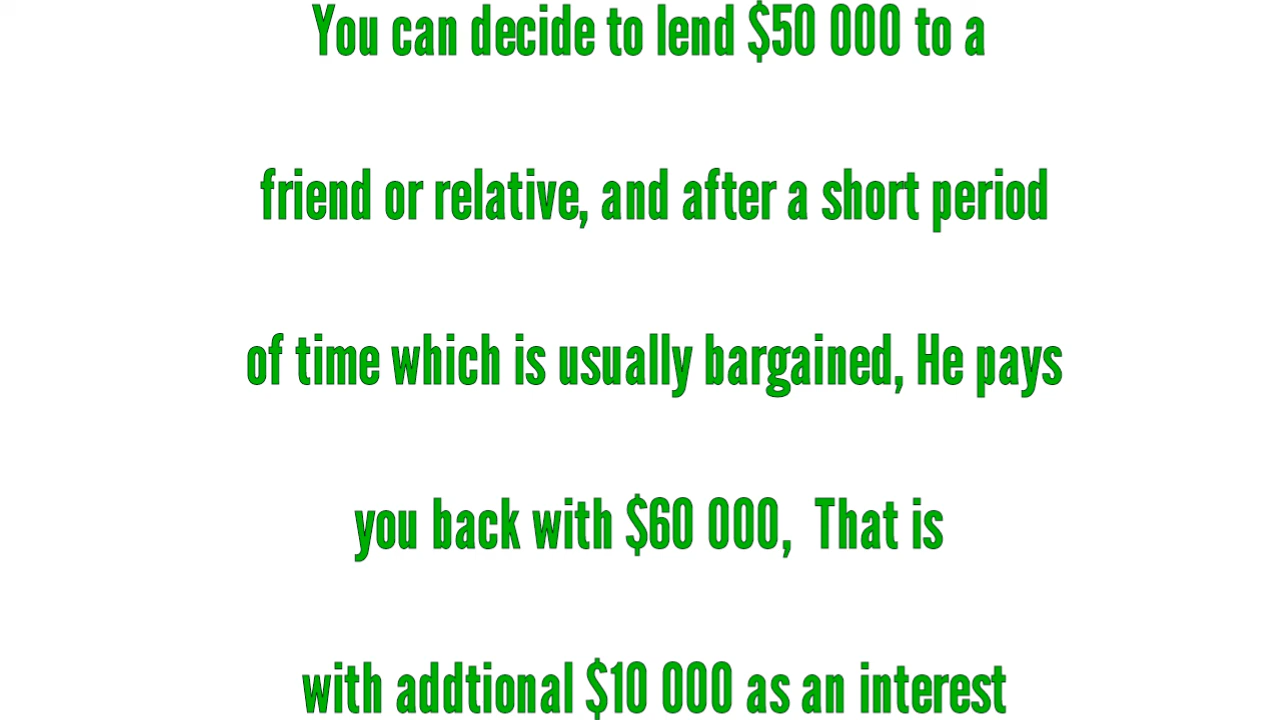 You can decide to lend $50 000 to a
friend or relative, and after a short period
of time which is usually bargained, He pays
you back with $60 000,  That is
with addtional $10 000 as an interest